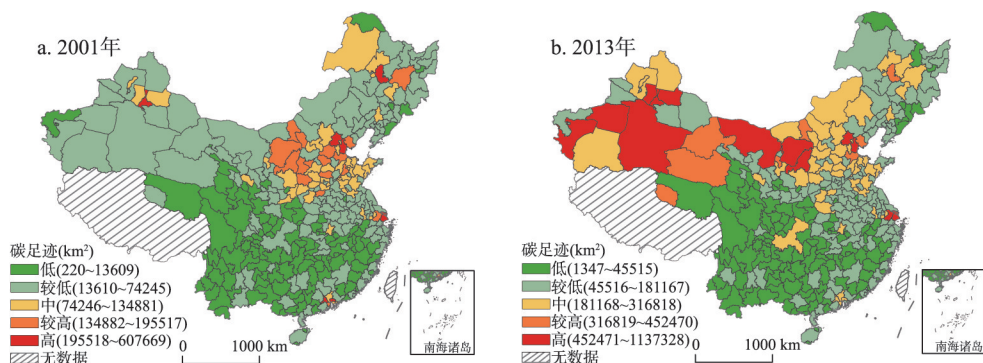 a. 2001年
碳足迹(km²)
低(220~13609)
较低(13610~74245)
中(74246~134881)
较高(134882~195517)
高(195518~607669)
无数据
0 1000 km
南海诸岛
b. 2013年
碳足迹(km²)
低(1347~45515)
较低(45516~181167)
中(181168~316818)
较高(316819~452470)
高(452471~1137328)
无数据
0 1000 km
南海诸岛